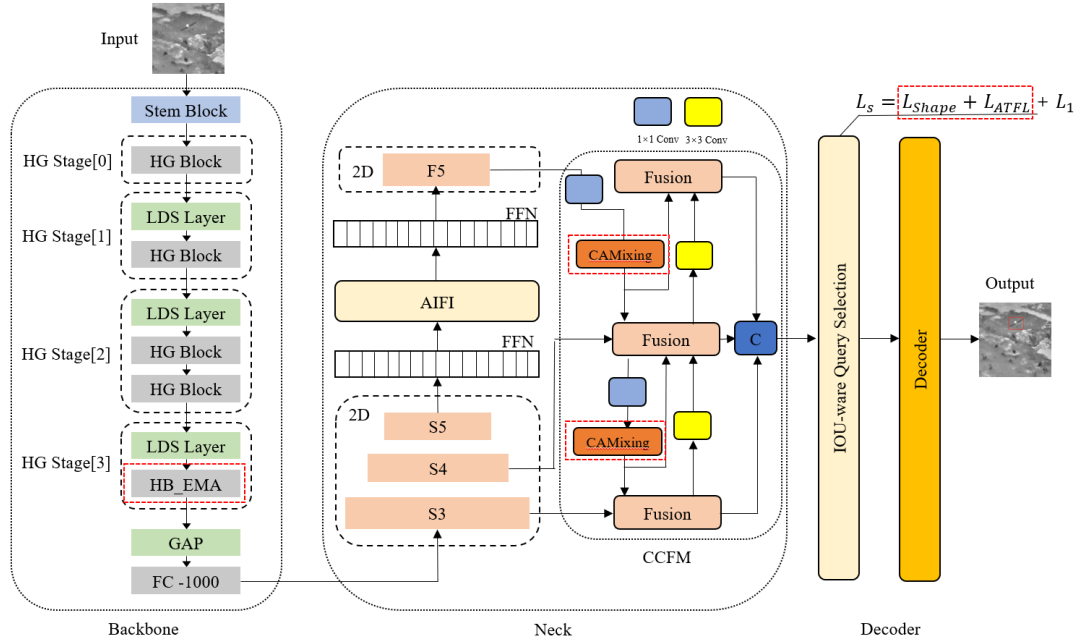 Input
Stem Block
HG Stage[0]
HG Block
HG Stage[1]
LDS Layer
HG Block
HG Stage[2]
LDS Layer
HG Block
HG Block
HG Stage[3]
LDS Layer
HB_EMA
GAP
FC -1000
Backbone
2D
F5
FFN
AIFI
FFN
2D
S5
S4
S3
1×1 Conv
3×3 Conv
Fusion
CAMixing
Fusion
C
CAMixing
Fusion
CCFM
Neck
L_s = L_Shape + L_ATFL + L_1
IOU-ware Query Selection
Decoder
Output
Decoder